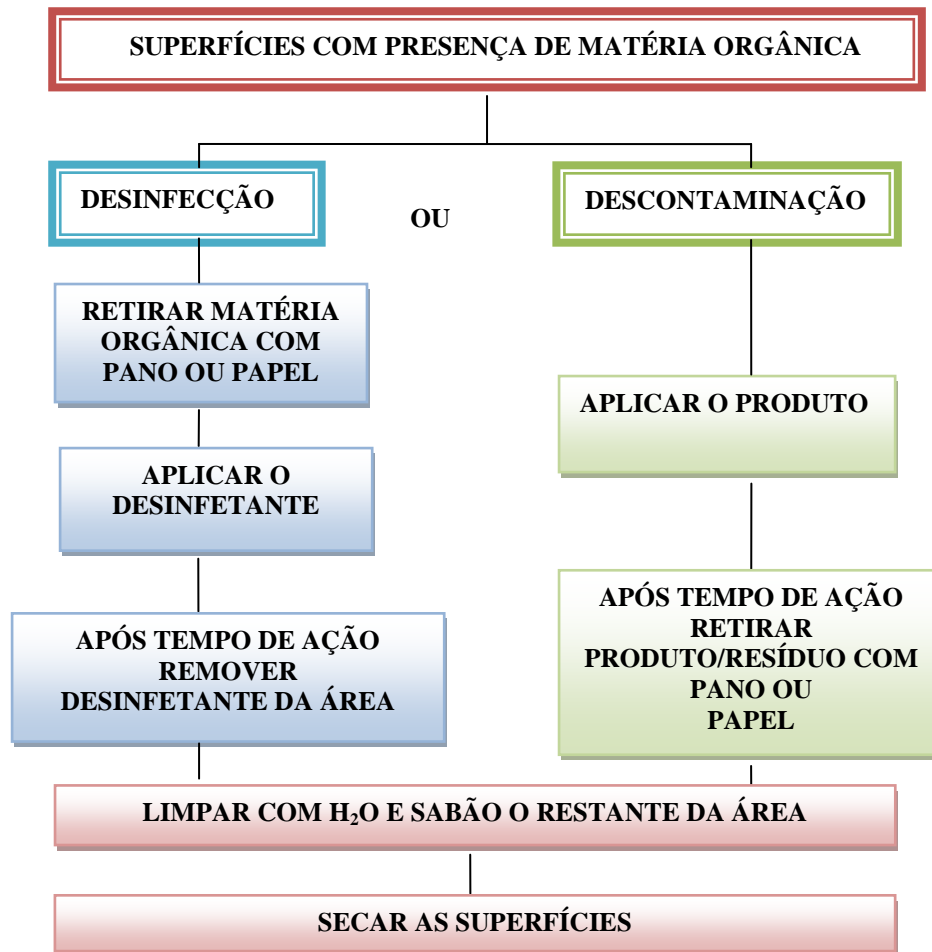 SUPERFÍCIES COM PRESENÇA DE MATÉRIA ORGÂNICA
DESINFECÇÃO
OU
DESCONTAMINAÇÃO
RETIRAR MATÉRIA
ORGÂNICA COM
PANO OU PAPEL
APLICAR O
DESINFETANTE
APÓS TEMPO DE AÇÃO
REMOVER
DESINFETANTE DA ÁREA
APLICAR O PRODUTO
APÓS TEMPO DE AÇÃO
RETIRAR
PRODUTO/RESÍDUO COM
PANO OU
PAPEL
LIMPAR COM H₂O E SABÃO O RESTANTE DA ÁREA
SECAR AS SUPERFÍCIES